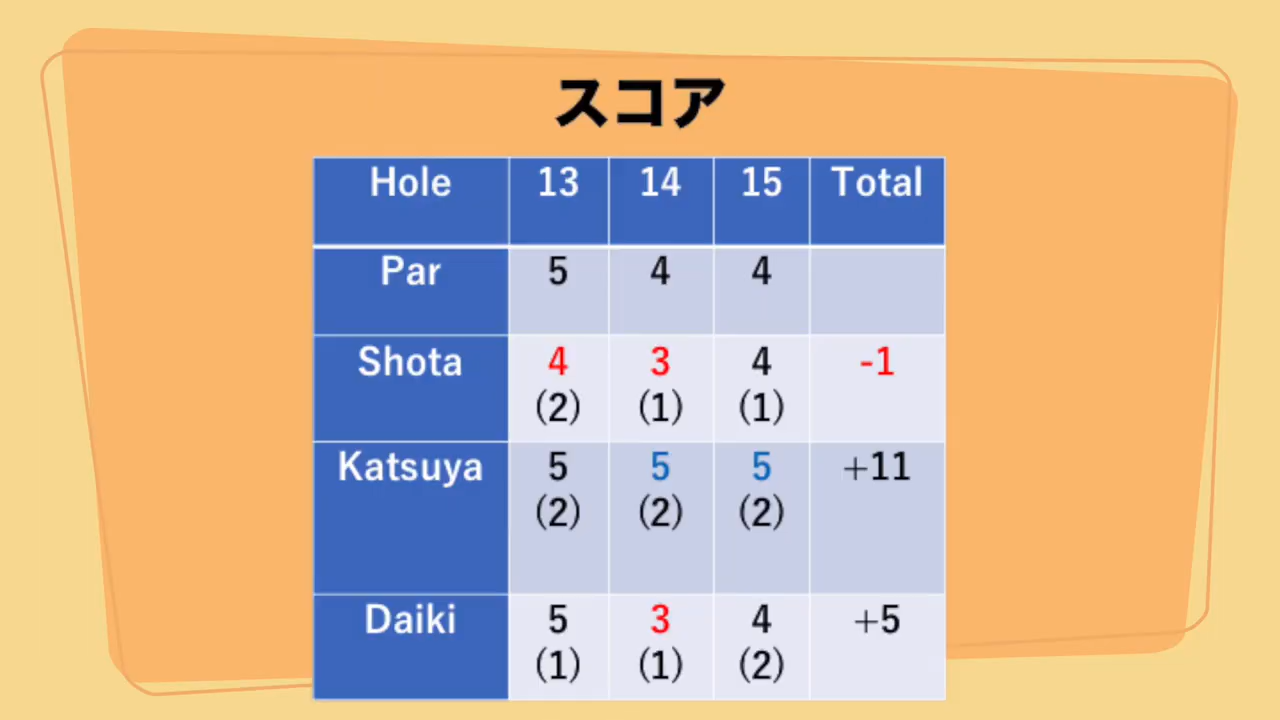 スコア
Hole 13 14 15 Total
Par 5 4 4
Shota 4 3 4 -1
(2) (1) (1)
Katsuya 5 5 5 +11
(2) (2) (2)
Daiki 5 3 4 +5
(1) (1) (2)